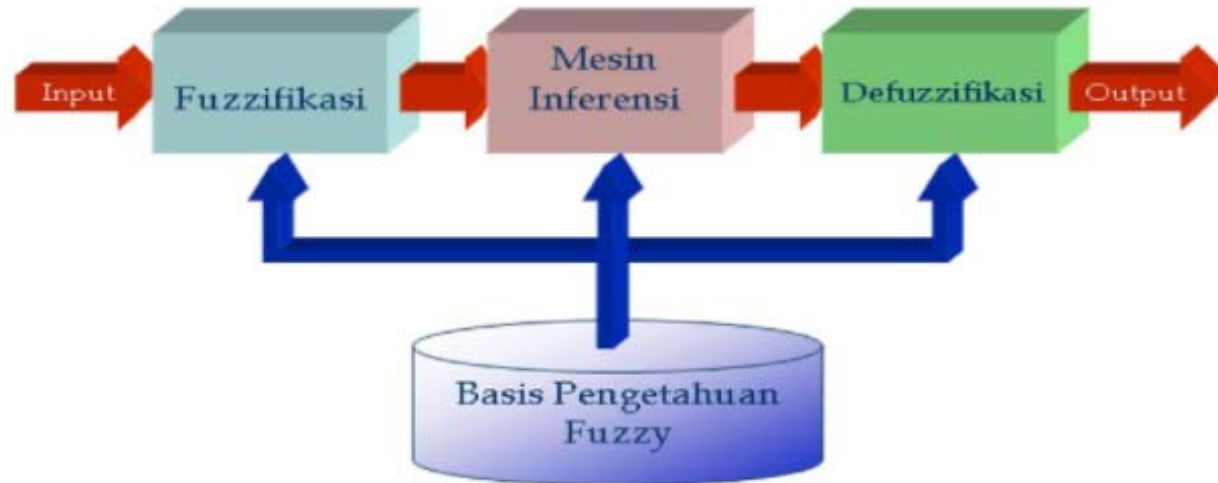 Input
Fuzzifikasi
Mesin
Inferensi
Defuzzifikasi
Output
Basis Pengetahuan
Fuzzy